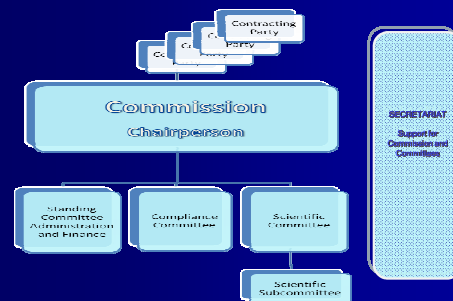 Contracting
Party
Party
Commission
Chairperson
SECRETARIAT
Support for
Commission and
Committees
Standing
Committee
Administration
and Finance
Compliance
Committee
Scientific
Committee
Scientific
Subcommittee